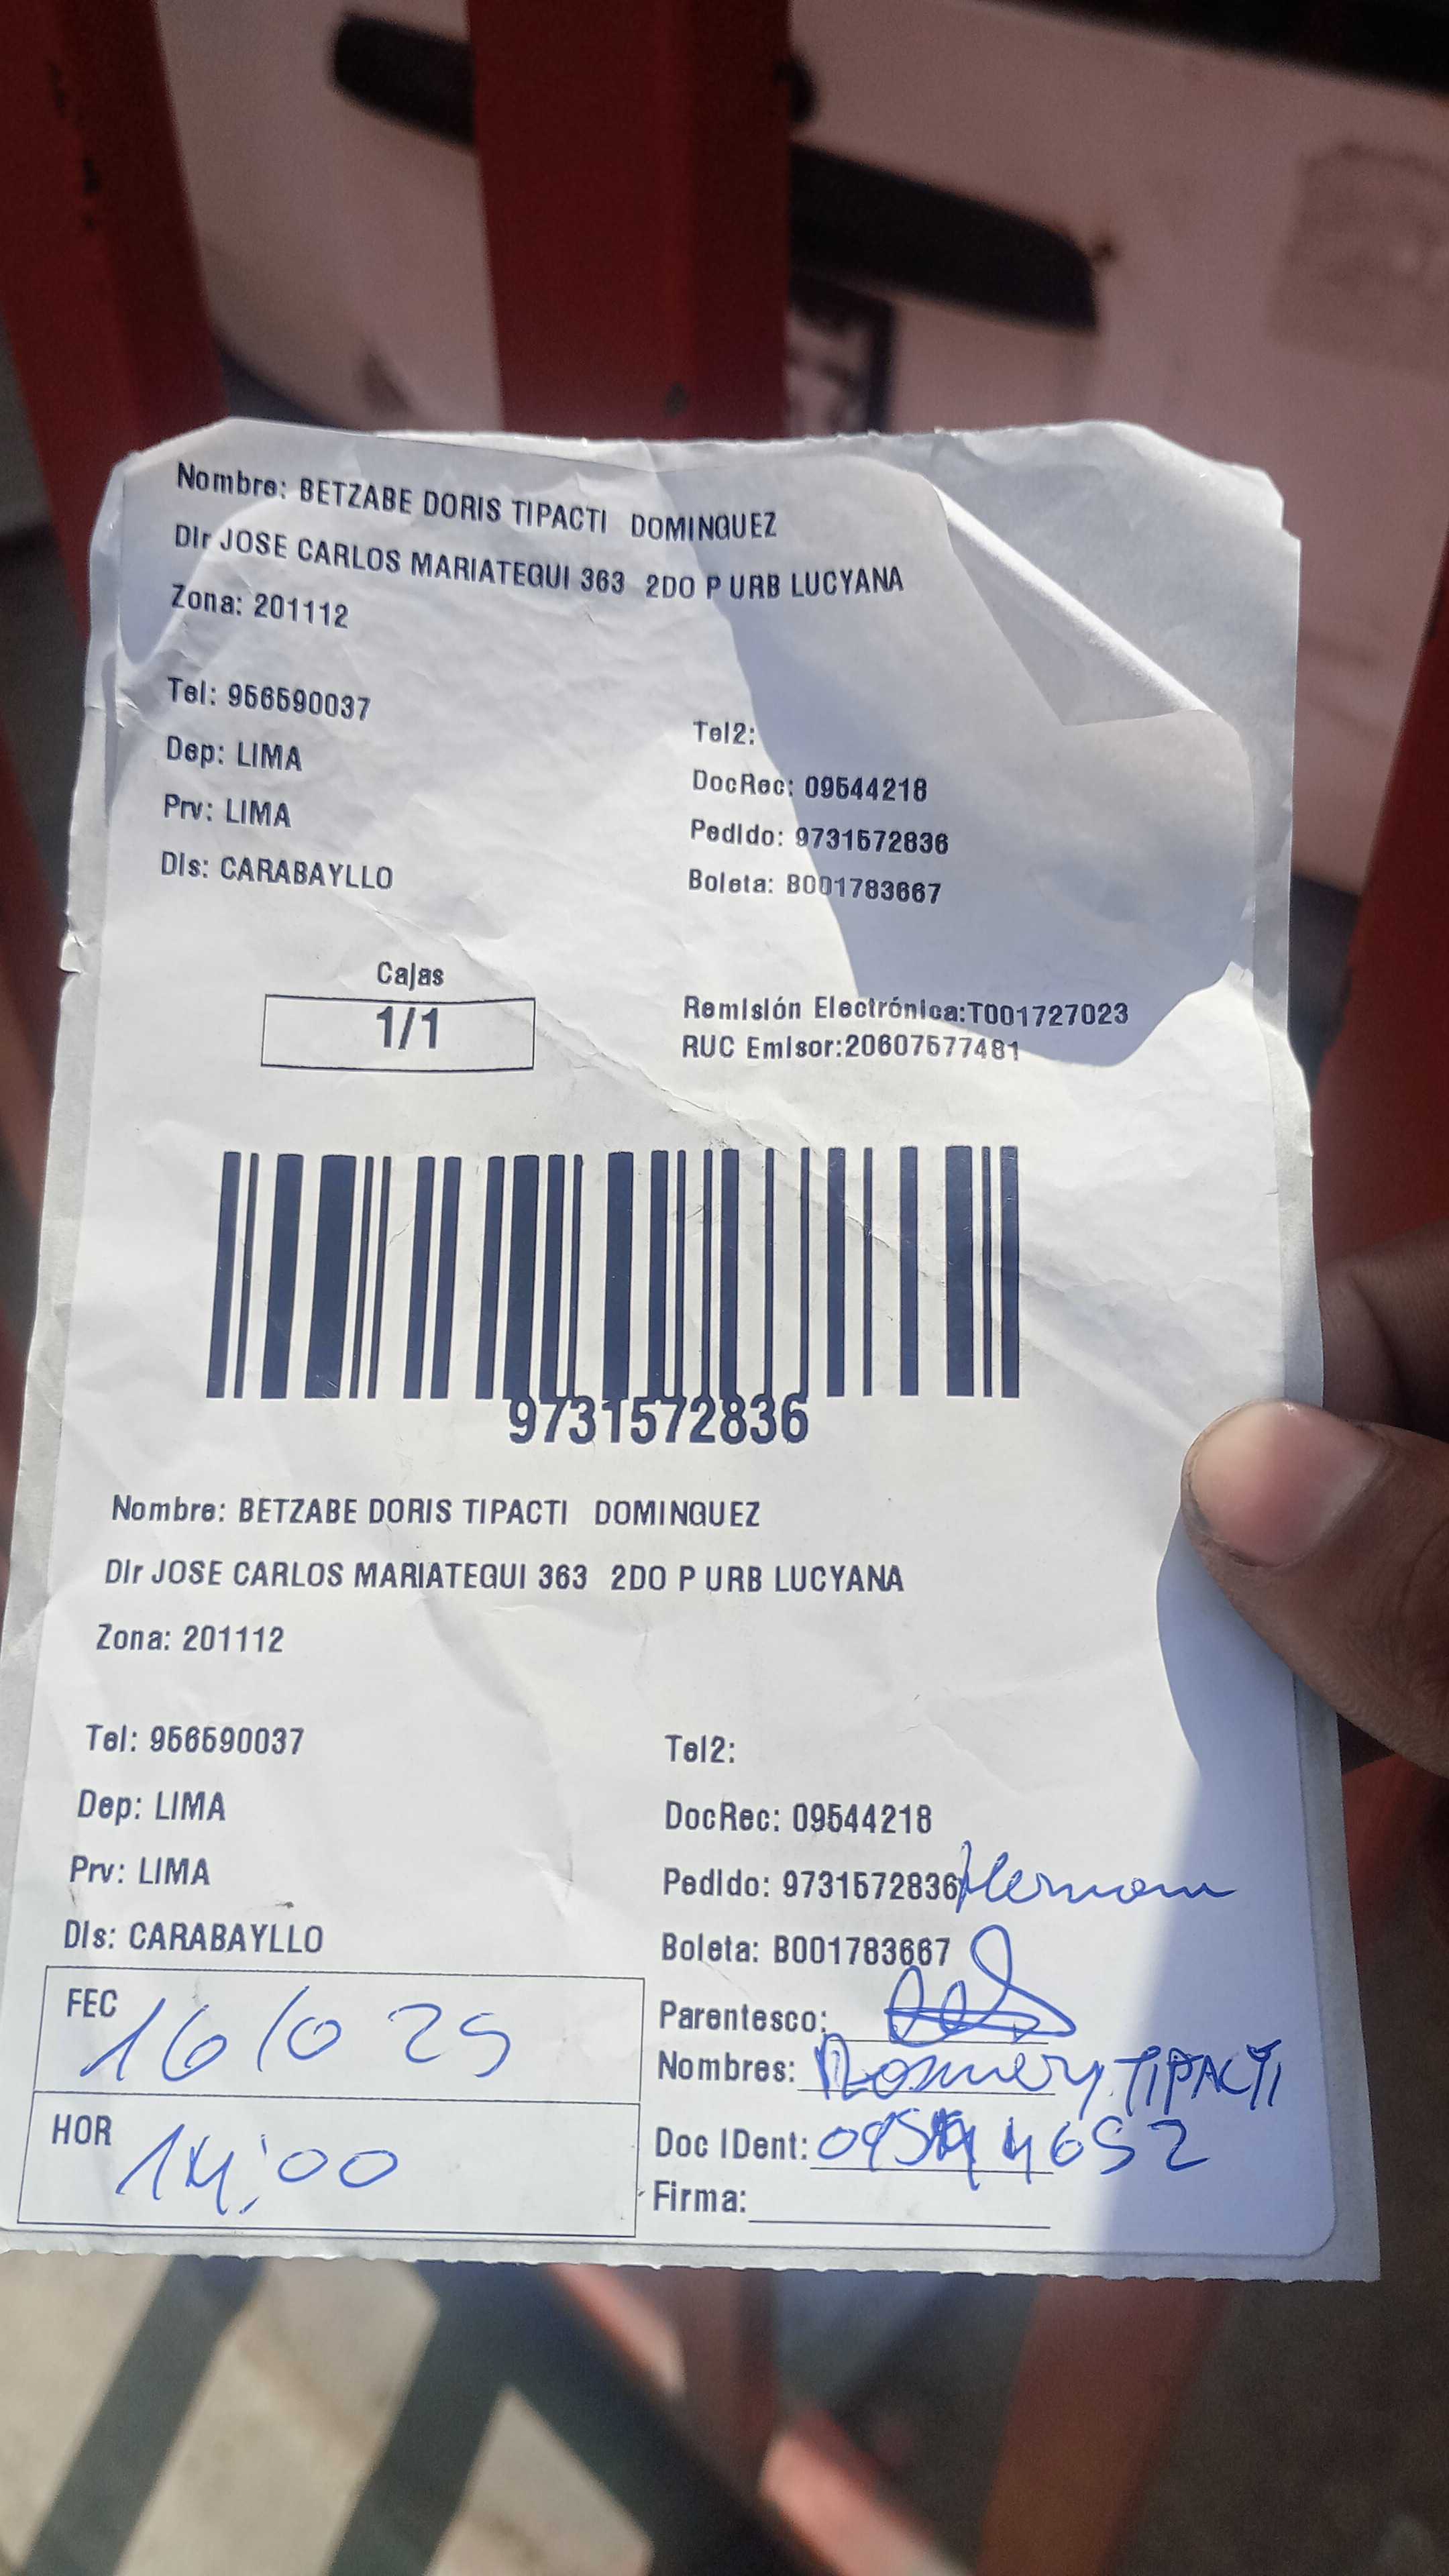 Nombre: BETZABE DORIS TIPACTI DOMINGUEZ
Dir JOSE CARLOS MARIATEGUI 363 2DO P URB LUCYANA
Zona: 201112
Tel: 956590037
Tel2:
Dep: LIMA
DocRec: 09544218
Prv: LIMA
Pedido: 9731572836
Dis: CARABAYLLO
Boleta: B001783667
Cajas
1/1
Remisión Electrónica:T001727023
RUC Emisor:20607577481
9731572836
Nombre: BETZABE DORIS TIPACTI DOMINGUEZ
Dir JOSE CARLOS MARIATEGUI 363 2DO P URB LUCYANA
Zona: 201112
Tel: 956590037
Tel2:
Dep: LIMA
DocRec: 09544218
Prv: LIMA
Pedido: 9731572836
Dis: CARABAYLLO
Boleta: B001783667
FEC 16/0 25
Parentesco:
Nombres: Rosmery TIPACTI
HOR 14:00
Doc IDent:
Firma: